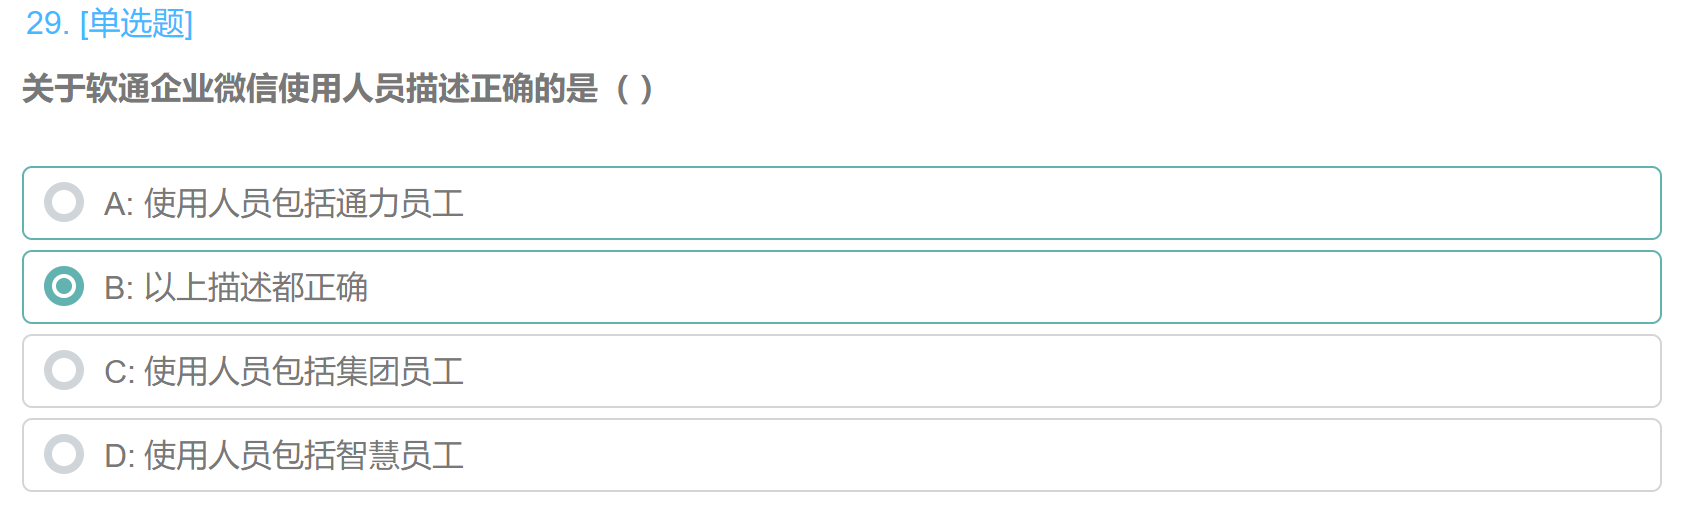 29. [单选题]
关于软通企业微信使用人员描述正确的是（ ）
A: 使用人员包括通力员工
B: 以上描述都正确
C: 使用人员包括集团员工
D: 使用人员包括智慧员工